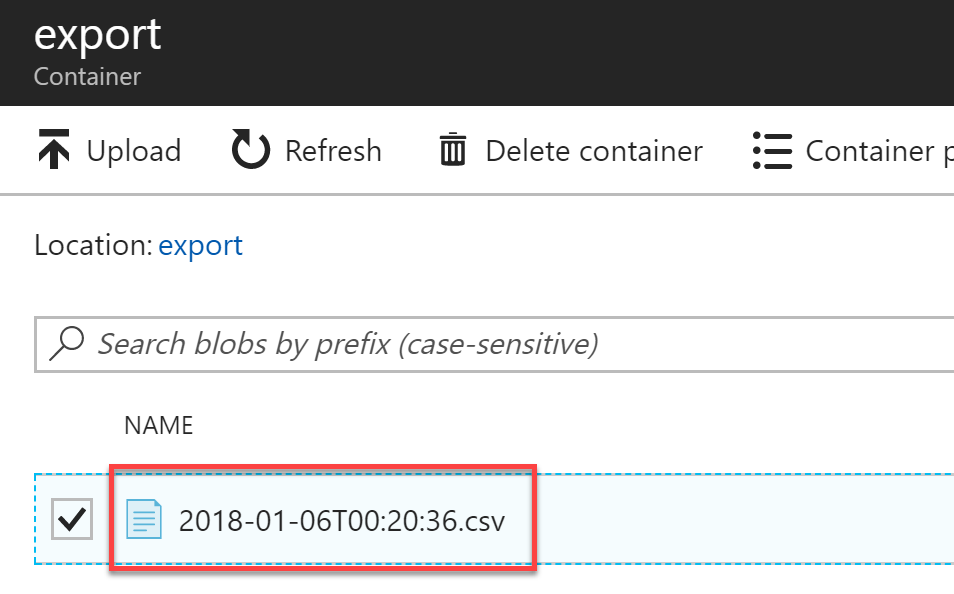 export
Container
Upload Refresh Delete container Container p
Location: export
Search blobs by prefix (case-sensitive)
NAME
2018-01-06T00:20:36.csv